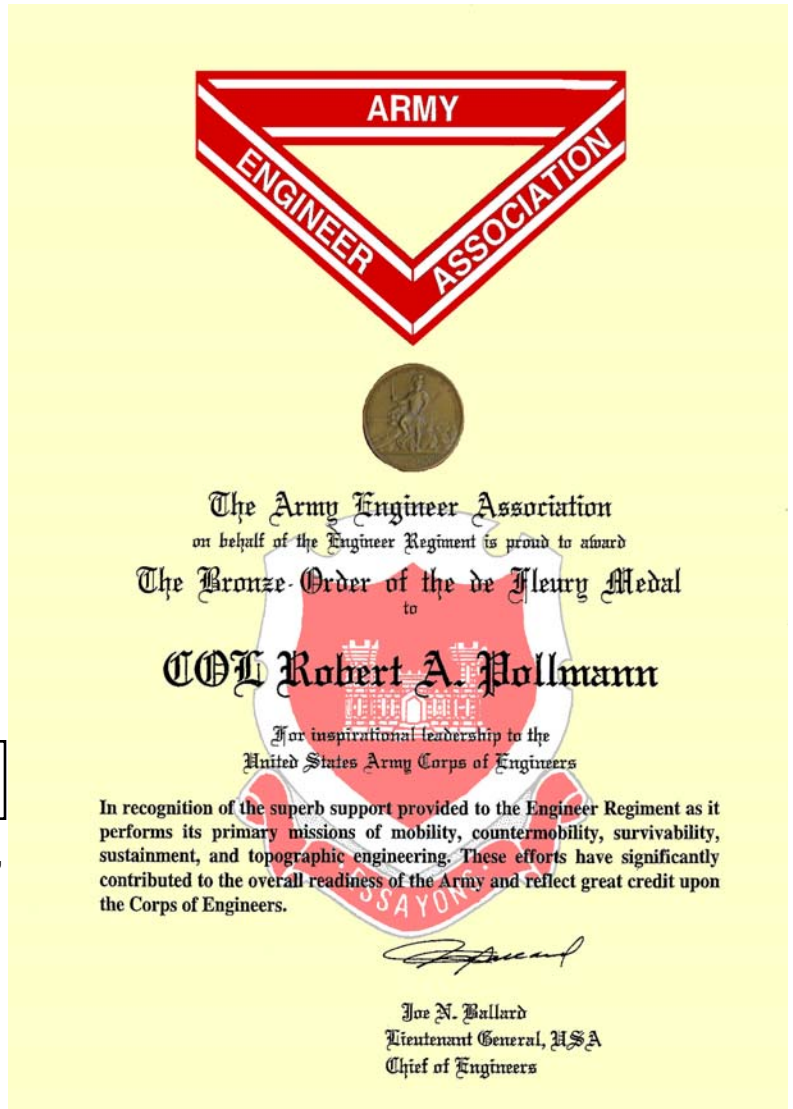 ARMY
ENGINEER
ASSOCIATION
The Army Engineer Association
on behalf of the Engineer Regiment is proud to award
The Bronze Order of the de Fleury Medal
to
COL Robert A. Pollmann
For inspirational leadership to the
United States Army Corps of Engineers
In recognition of the superb support provided to the Engineer Regiment as it
performs its primary missions of mobility, countermobility, survivability,
sustainment, and topographic engineering. These efforts have significantly
contributed to the overall readiness of the Army and reflect great credit upon
the Corps of Engineers.
ESSAYONS
Joe N. Ballard
Lieutenant General, USA
Chief of Engineers